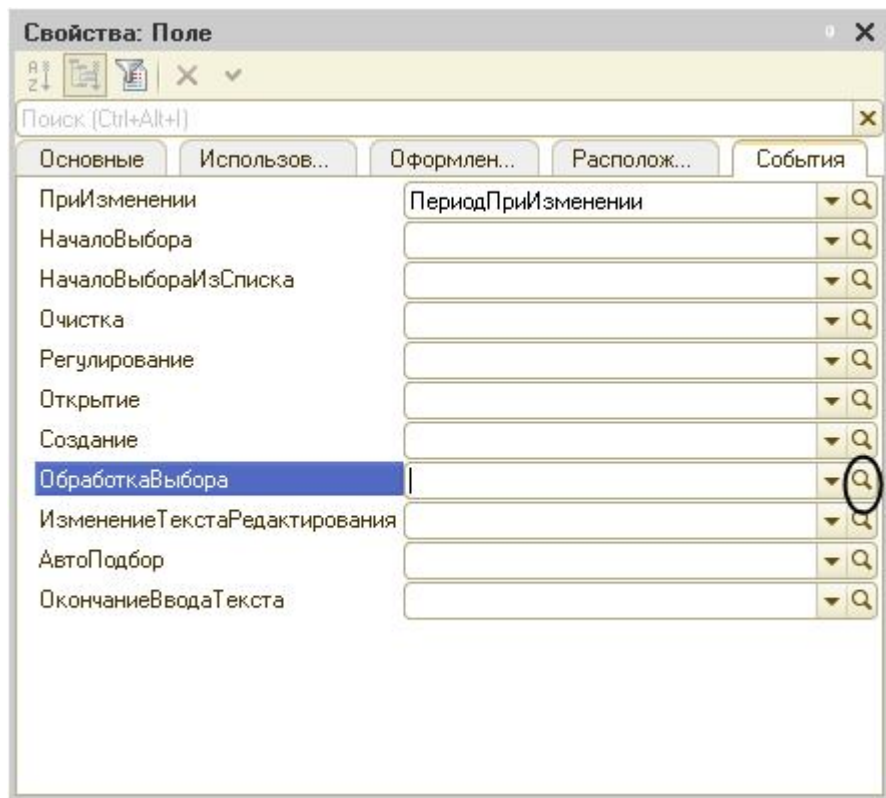 Свойства: Поле
Поиск (Ctrl+Alt+I)
Основные Использов... Оформлен... Располож... События
ПриИзменении ПериодПриИзменении
НачалоВыбора
НачалоВыбораИзСписка
Очистка
Регулирование
Открытие
Создание
ОбработкаВыбора
ИзменениеТекстаРедактирования
АвтоПодбор
ОкончаниеВводаТекста